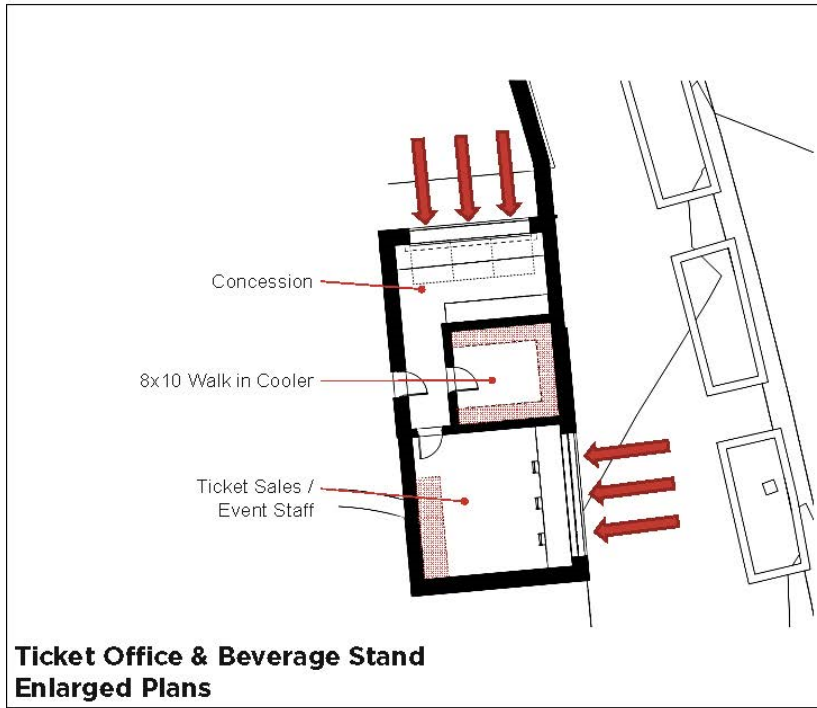 Concession
8x10 Walk in Cooler
Ticket Sales /
Event Staff
Ticket Office & Beverage Stand
Enlarged Plans